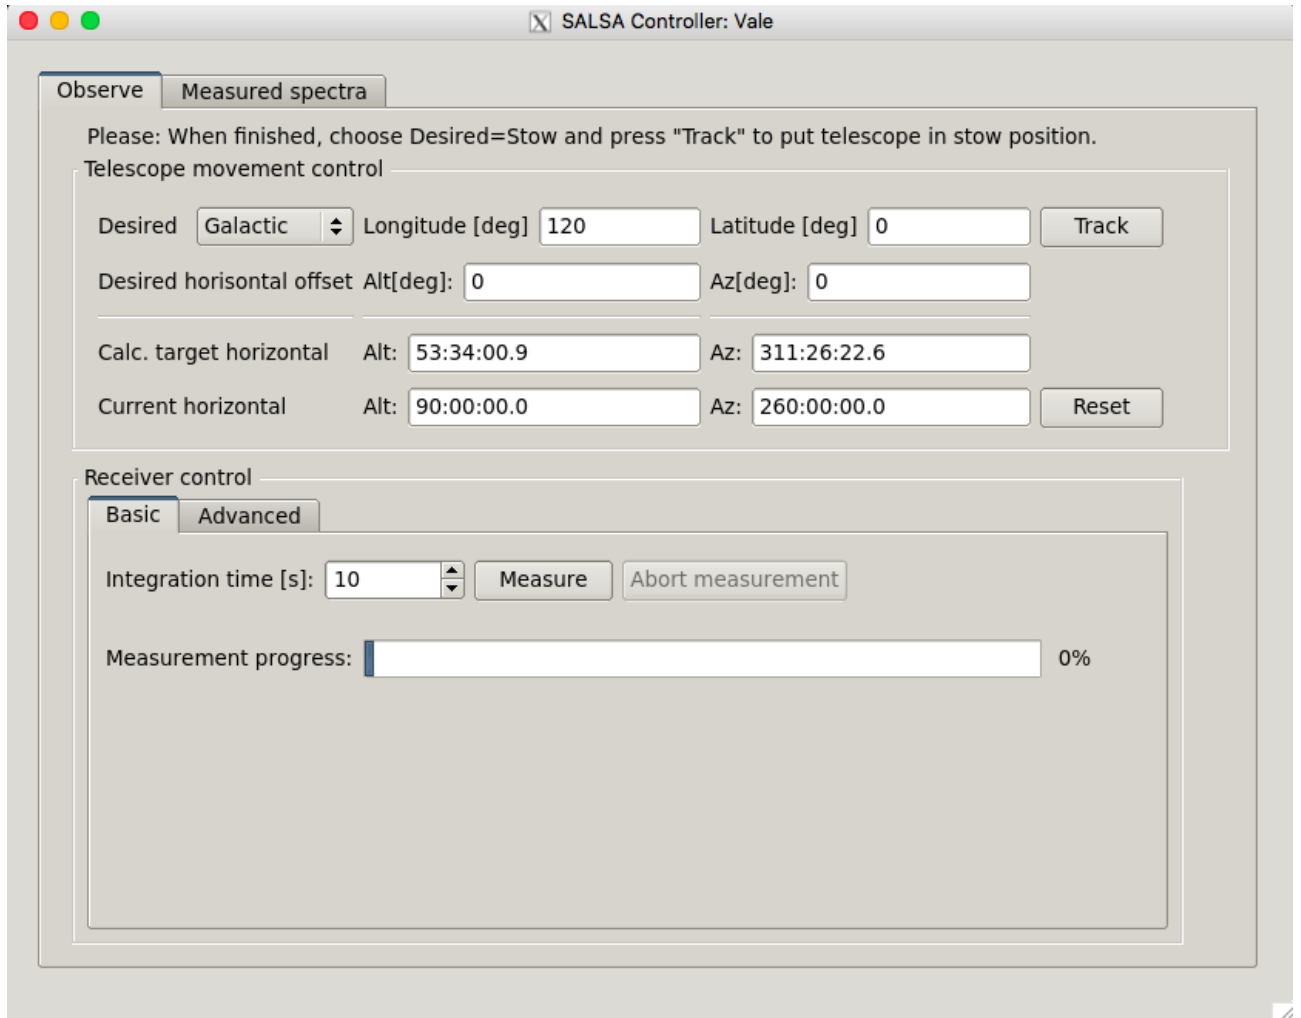 X SALSA Controller: Vale
Observe Measured spectra
Please: When finished, choose Desired=Stow and press "Track" to put telescope in stow position.
Telescope movement control
Desired Galactic Longitude [deg] 120 Latitude [deg] 0 Track
Desired horisontal offset Alt[deg]: 0 Az[deg]: 0
Calc. target horizontal Alt: 53:34:00.9 Az: 311:26:22.6
Current horizontal Alt: 90:00:00.0 Az: 260:00:00.0 Reset
Receiver control
Basic Advanced
Integration time [s]: 10 Measure Abort measurement
Measurement progress: 0%